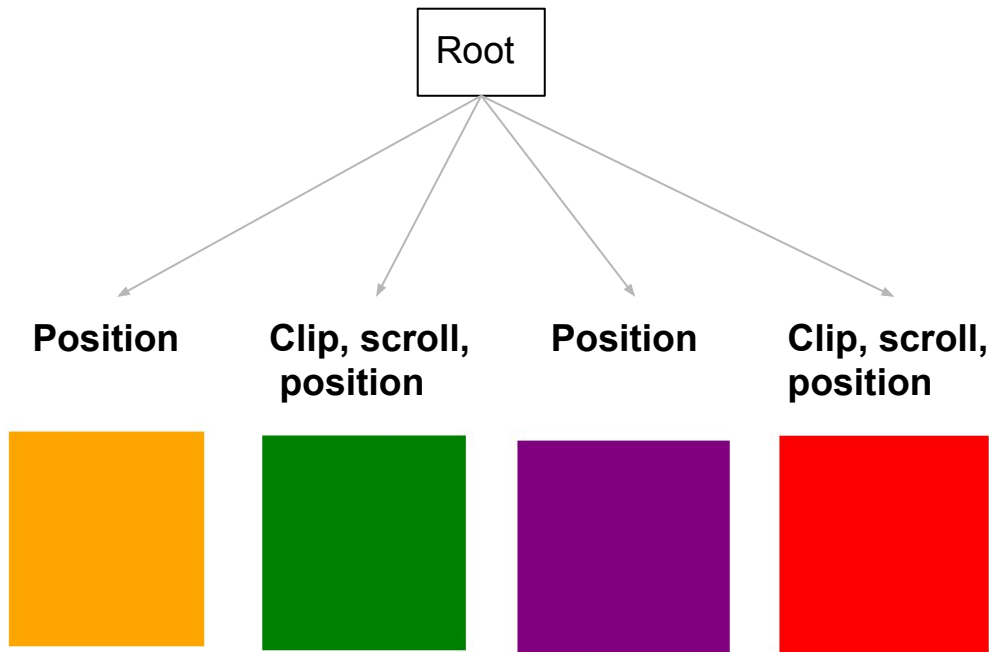 Root
Position
Clip, scroll,
position
Position
Clip, scroll,
position